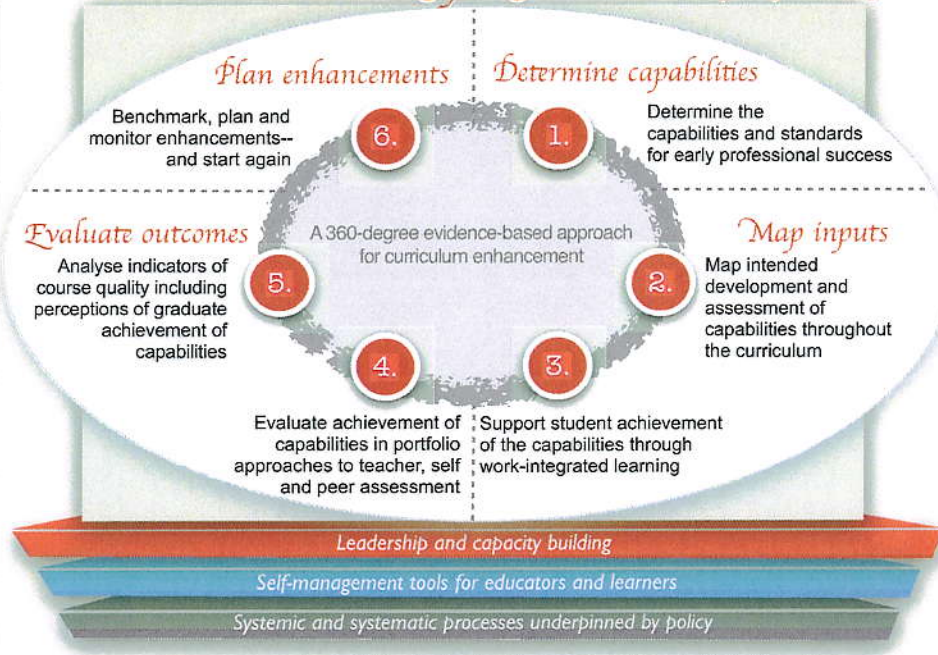 Plan enhancements
Benchmark, plan and
monitor enhancements--
and start again
6.
Determine capabilities
1.
Determine the
capabilities and standards
for early professional success
A 360-degree evidence-based approach
for curriculum enhancement
Map inputs
2.
Map intended
development and
assessment of
capabilities throughout
the curriculum
3.
Support student achievement
of the capabilities through
work-integrated learning
4.
Evaluate achievement of
capabilities in portfolio
approaches to teacher, self
and peer assessment
Evaluate outcomes
5.
Analyse indicators of
course quality including
perceptions of graduate
achievement of
capabilities
Leadership and capacity building
Self-management tools for educators and learners
Systemic and systematic processes underpinned by policy